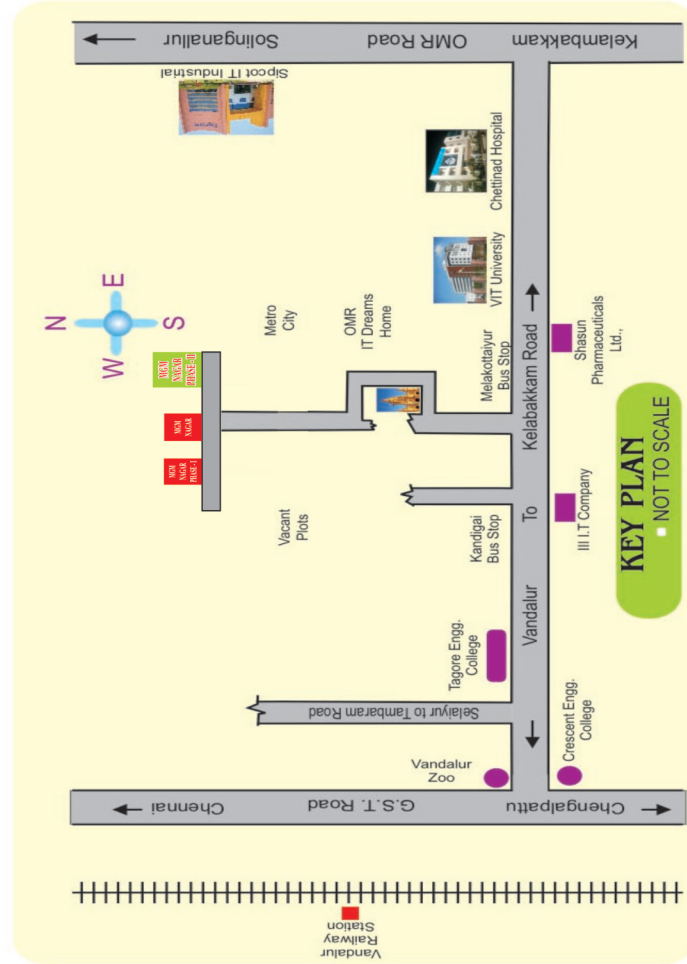 Solinganallur
OMR Road
Kelambakkam
Sipcot IT Industrial
Chettinad Hospital
VIT University
N
E
S
W
Metro
City
OMR
IT Dreams
Home
Melakottaiyur
Bus Stop
Shasun
Pharmaceuticals
Ltd.,
MGM
NAGAR
PHASE-II
MGM
NAGAR
MGM
NAGAR
PHASE-I
Vacant
Plots
Kandigai
Bus Stop
Vandalur
To
Kelabakkam Road
III I.T Company
KEY PLAN
NOT TO SCALE
Tagore Engg.
College
Selaiyur to Tambaram Road
Vandalur
Zoo
Crescent Engg.
College
Chennai
G.S.T. Road
Chengalpattu
Vandalur
Railway
Station